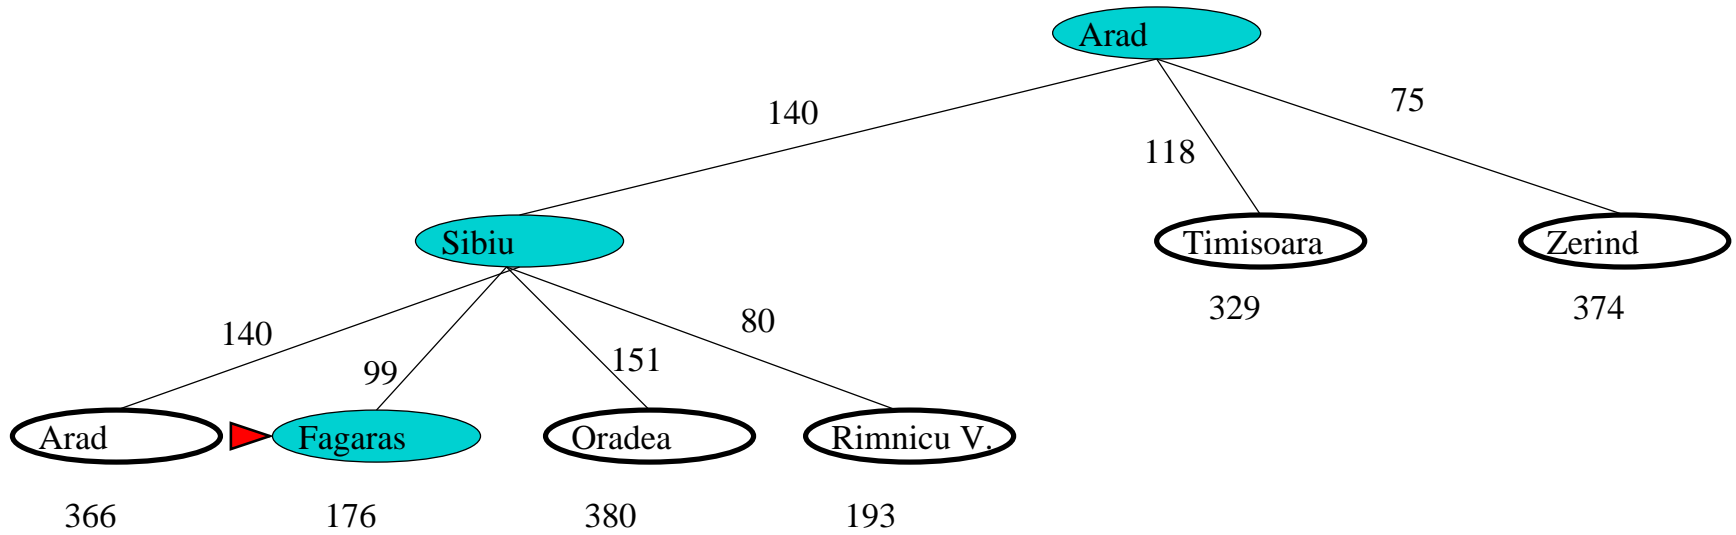 Arad
140
75
118
Sibiu
Timisoara
Zerind
329
374
140
80
99
151
Arad
Fagaras
Oradea
Rimnicu V.
366
176
380
193